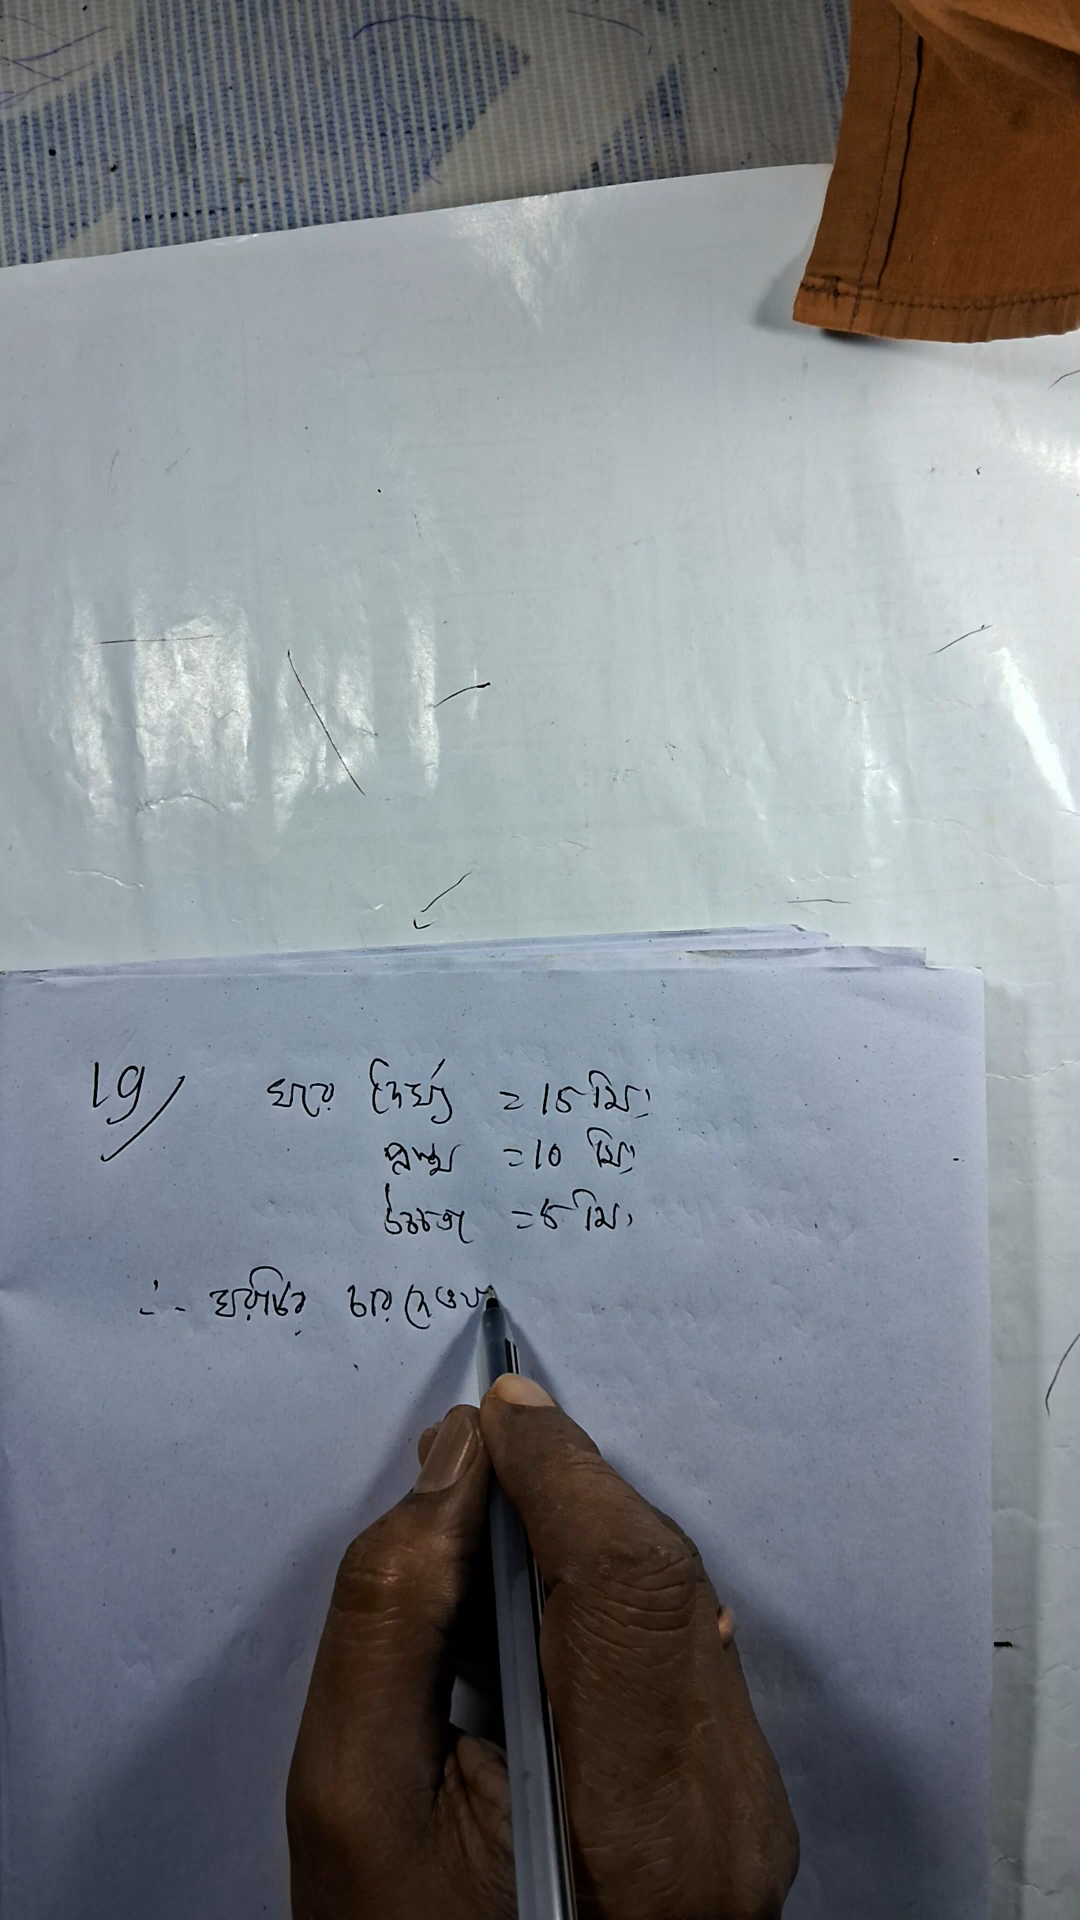 19) ঘরের দৈর্ঘ্য = 15 মি,
প্রস্থ = 10 মি,
উচ্চতা = 5 মি,
∴ ঘরটির চার দেওয়া